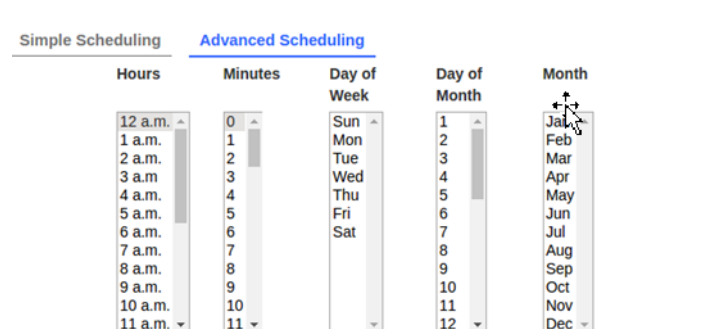 Simple Scheduling Advanced Scheduling
Hours Minutes Day of Week Day of Month Month
12 a.m. 0 Sun 1 Jan
1 a.m. 1 Mon 2 Feb
2 a.m. 2 Tue 3 Mar
3 a.m 3 Wed 4 Apr
4 a.m. 4 Thu 5 May
5 a.m. 5 Fri 6 Jun
6 a.m. 6 Sat 7 Jul
7 a.m. 7 8 Aug
8 a.m. 8 9 Sep
9 a.m. 9 10 Oct
10 a.m. 10 11 Nov
11 a.m. 11 12 Dec